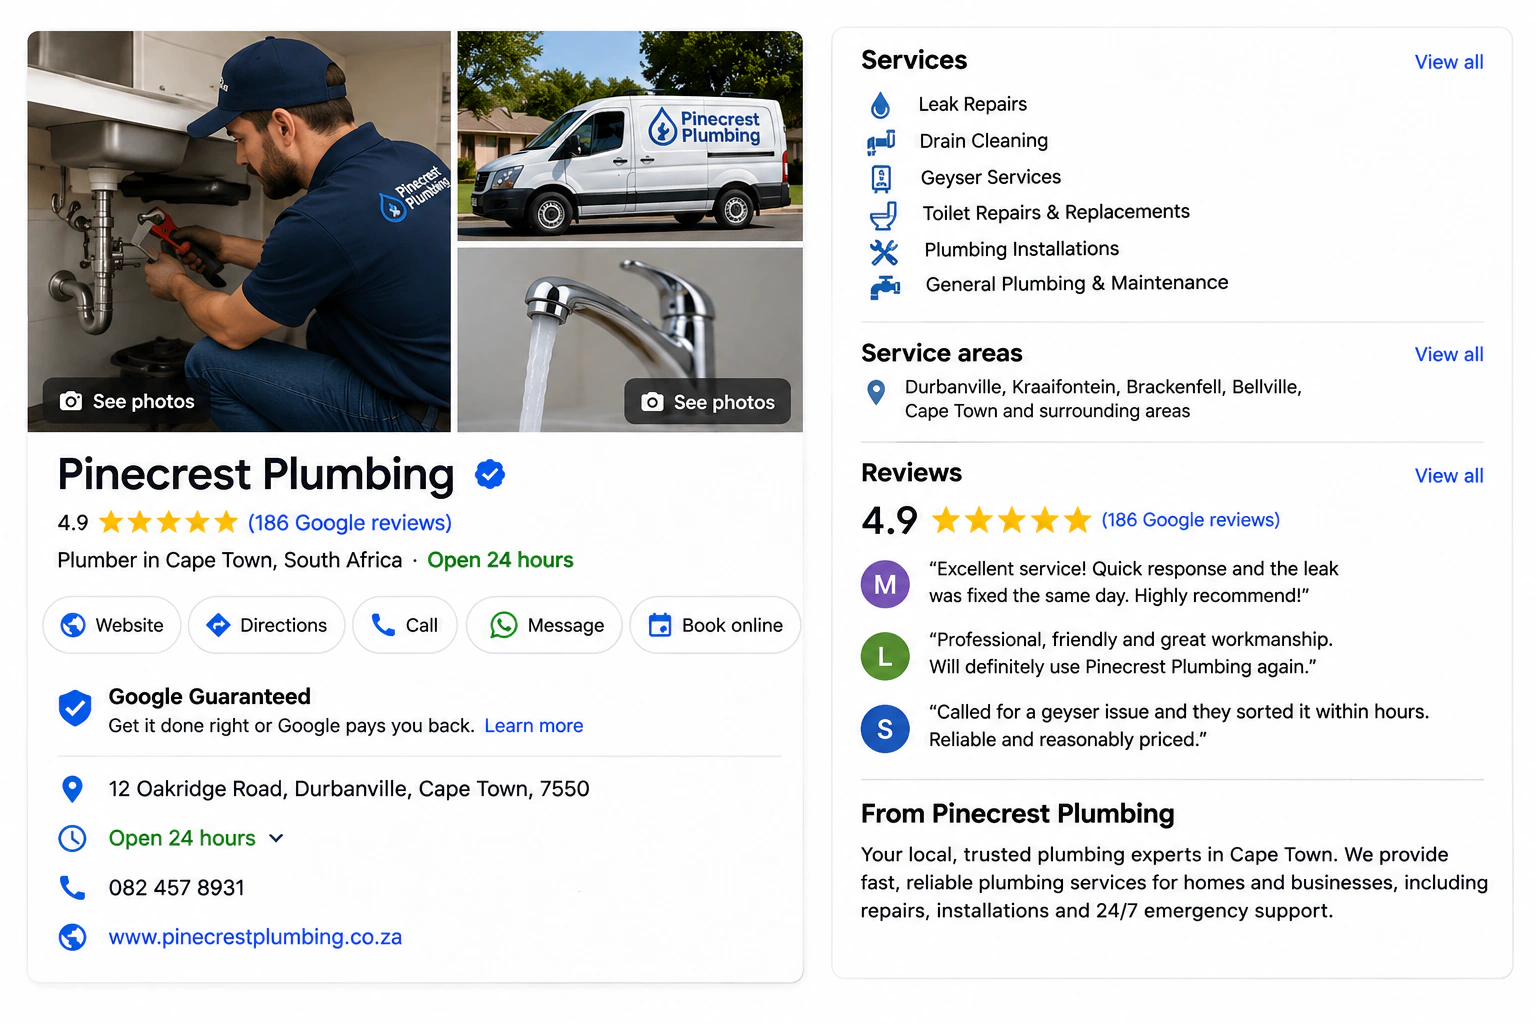 Pinecrest
Plumbing
Pinecrest
Plumbing
See photos
See photos
Pinecrest Plumbing
4.9 (186 Google reviews)
Plumber in Cape Town, South Africa · Open 24 hours
Website
Directions
Call
Message
Book online
Google Guaranteed
Get it done right or Google pays you back. Learn more
12 Oakridge Road, Durbanville, Cape Town, 7550
Open 24 hours
082 457 8931
www.pinecrestplumbing.co.za
Services
View all
Leak Repairs
Drain Cleaning
Geyser Services
Toilet Repairs & Replacements
Plumbing Installations
General Plumbing & Maintenance
Service areas
View all
Durbanville, Kraaifontein, Brackenfell, Bellville,
Cape Town and surrounding areas
Reviews
View all
4.9 (186 Google reviews)
M
“Excellent service! Quick response and the leak
was fixed the same day. Highly recommend!”
L
“Professional, friendly and great workmanship.
Will definitely use Pinecrest Plumbing again.”
S
“Called for a geyser issue and they sorted it within hours.
Reliable and reasonably priced.”
From Pinecrest Plumbing
Your local, trusted plumbing experts in Cape Town. We provide
fast, reliable plumbing services for homes and businesses, including
repairs, installations and 24/7 emergency support.